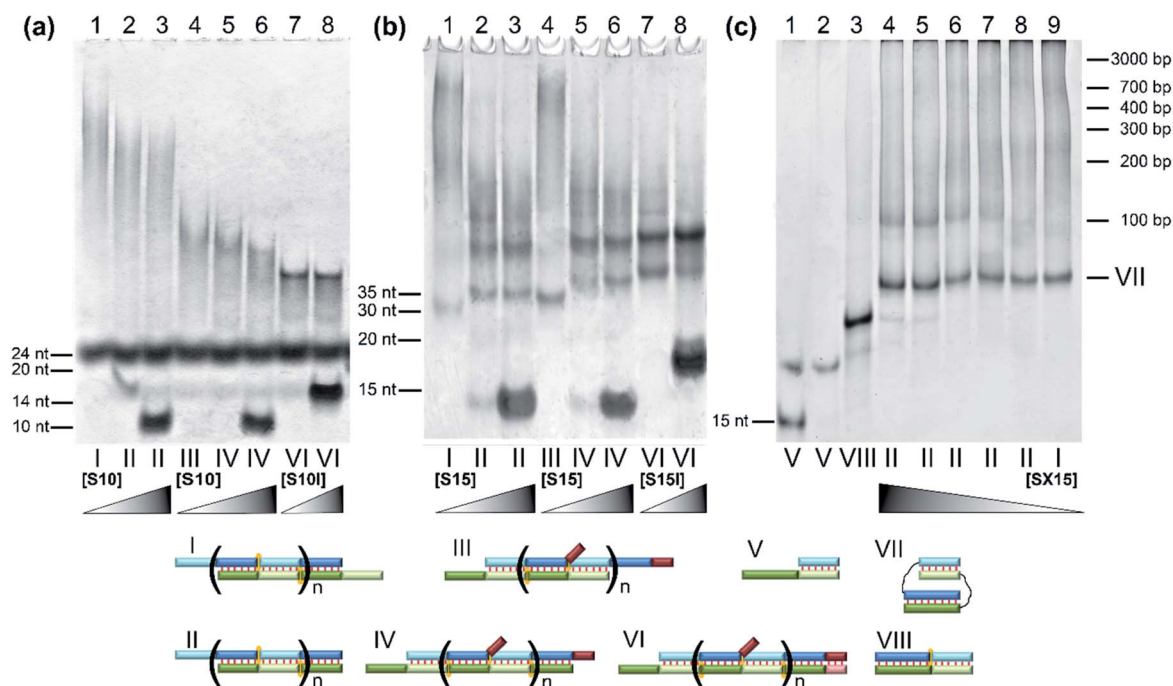 (a) 1 2 3 4 5 6 7 8
24 nt
20 nt
14 nt
10 nt
I II II III IV IV VI VI
[S10] [S10] [S10I]
(b) 1 2 3 4 5 6 7 8
35 nt
30 nt
20 nt
15 nt
I II II III IV IV VI VI
[S15] [S15] [S15I]
(c) 1 2 3 4 5 6 7 8 9
3000 bp
700 bp
400 bp
300 bp
200 bp
100 bp
VII
15 nt
V V VIII II II II II II I
[SX15]
I n
III n
V
VII
II n
IV n
VI n
VIII